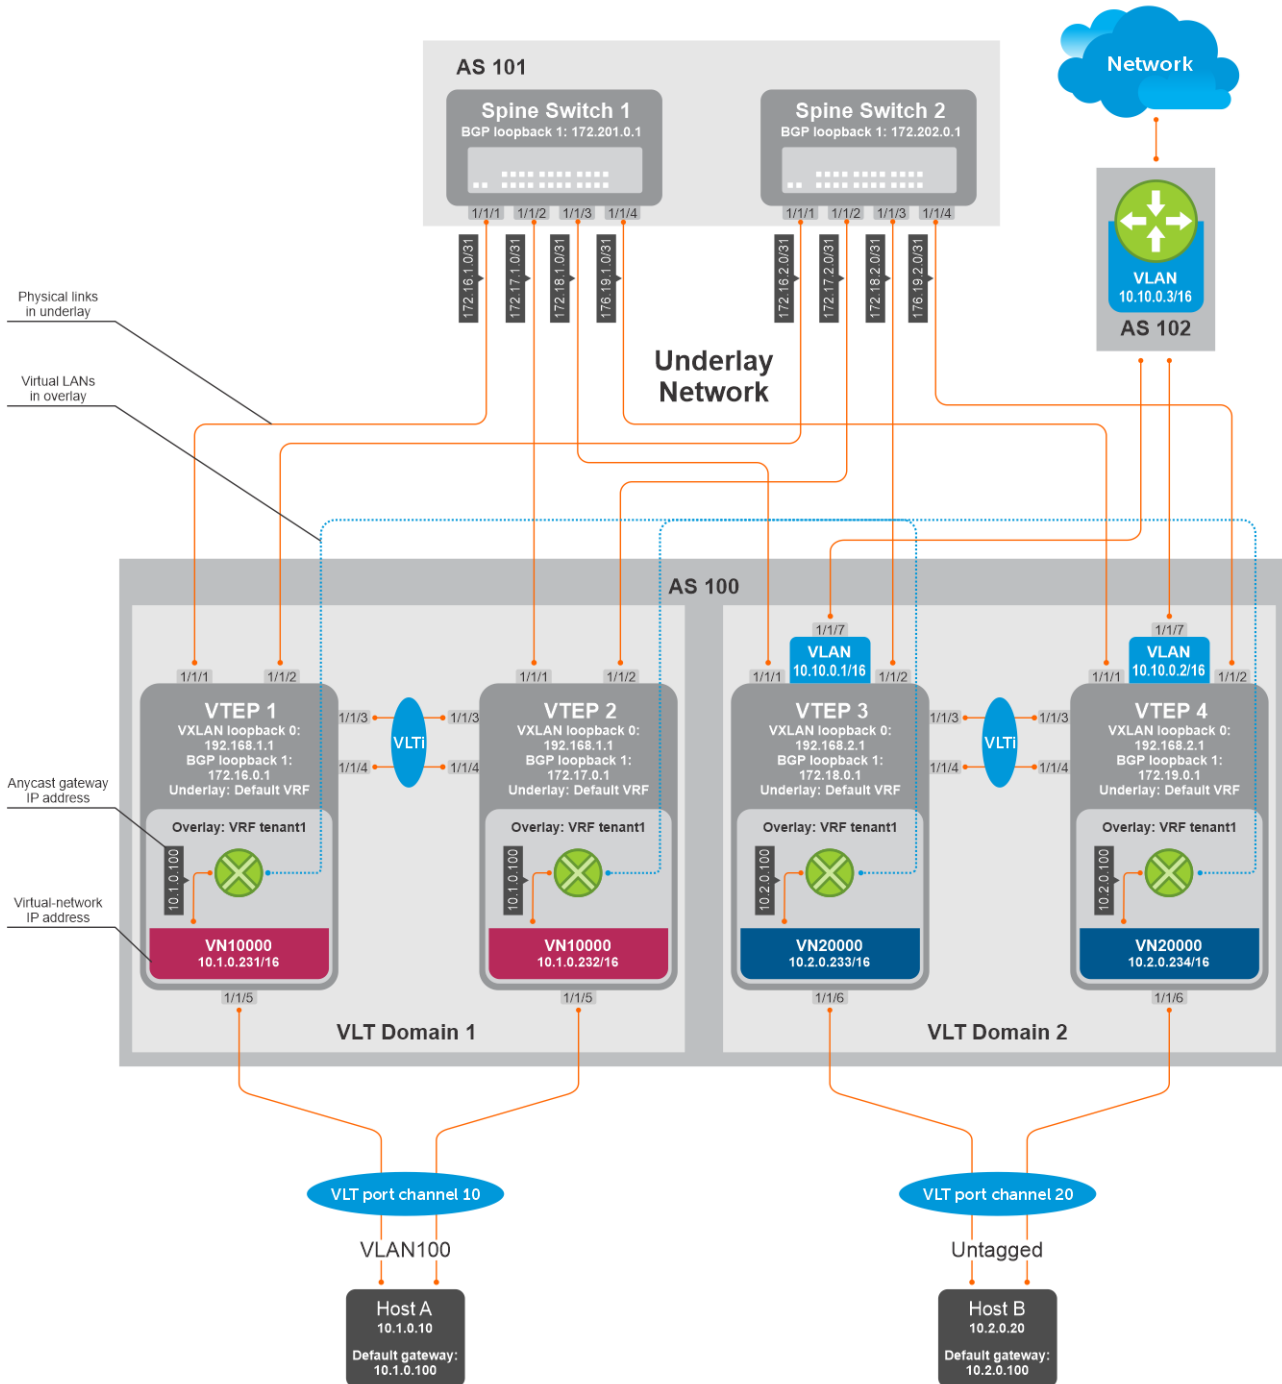 AS 101
Spine Switch 1
BGP loopback 1: 172.201.0.1
1/1/1
1/1/2
1/1/3
1/1/4
Spine Switch 2
BGP loopback 1: 172.202.0.1
1/1/1
1/1/2
1/1/3
1/1/4
Network
VLAN
10.10.0.3/16
AS 102
172.16.1.0/31
172.17.1.0/31
172.18.1.0/31
176.19.1.0/31
172.16.2.0/31
172.17.2.0/31
172.18.2.0/31
176.19.2.0/31
Physical links
in underlay
Virtual LANs
in overlay
Underlay
Network
AS 100
1/1/1
1/1/2
VTEP 1
VXLAN loopback 0:
192.168.1.1
BGP loopback 1:
172.16.0.1
Underlay: Default VRF
1/1/3
1/1/4
VLTi
1/1/3
1/1/4
1/1/1
1/1/2
VTEP 2
VXLAN loopback 0:
192.168.1.1
BGP loopback 1:
172.17.0.1
Underlay: Default VRF
1/1/7
VLAN
10.10.0.1/16
1/1/1
1/1/2
VTEP 3
VXLAN loopback 0:
192.168.2.1
BGP loopback 1:
172.18.0.1
Underlay: Default VRF
1/1/3
1/1/4
VLTi
1/1/3
1/1/4
1/1/7
VLAN
10.10.0.2/16
1/1/1
1/1/2
VTEP 4
VXLAN loopback 0:
192.168.2.1
BGP loopback 1:
172.19.0.1
Underlay: Default VRF
Anycast gateway
IP address
Virtual-network
IP address
Overlay: VRF tenant1
10.1.0.100
VN10000
10.1.0.231/16
1/1/5
Overlay: VRF tenant1
10.1.0.100
VN10000
10.1.0.232/16
1/1/5
Overlay: VRF tenant1
10.2.0.100
VN20000
10.2.0.233/16
1/1/6
Overlay: VRF tenant1
10.2.0.100
VN20000
10.2.0.234/16
1/1/6
VLT Domain 1
VLT Domain 2
VLT port channel 10
VLAN100
Host A
10.1.0.10
Default gateway:
10.1.0.100
VLT port channel 20
Untagged
Host B
10.2.0.20
Default gateway:
10.2.0.100